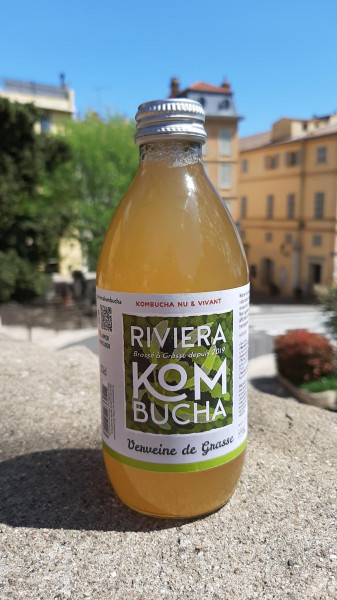 KOMBUCHA NU & VIVANT
RIVIERA
Brassé à Grasse depuis 2019
KOM
BUCHA
Verveine de Grasse